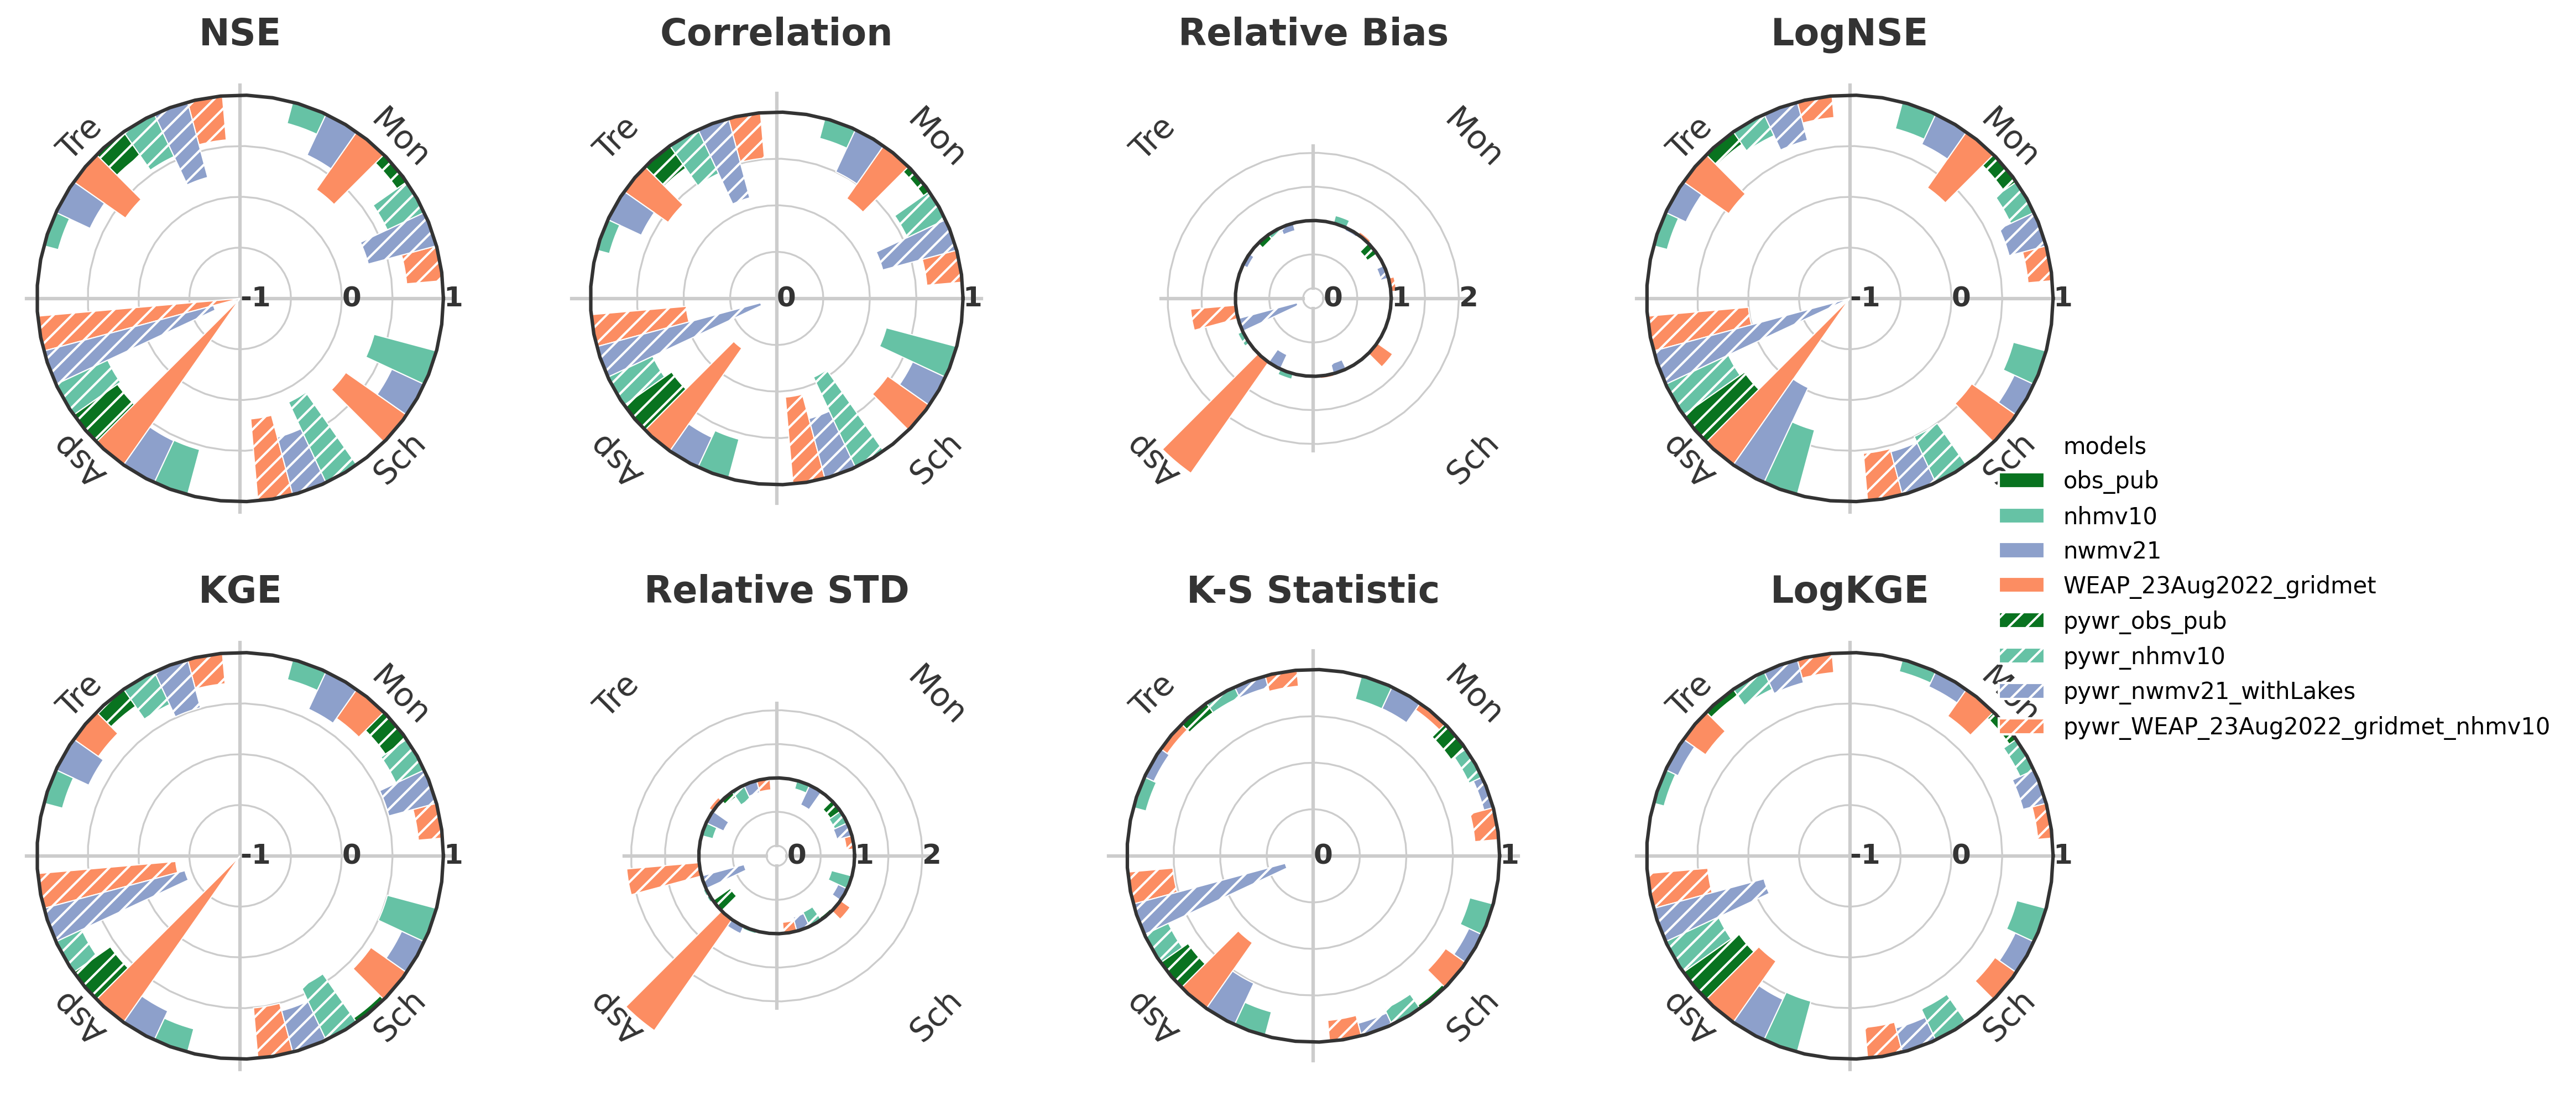 NSE
Correlation
Relative Bias
LogNSE
Tre
Mon
Asp
Sch
-1
0
1
Tre
Mon
Asp
Sch
0
1
Tre
Mon
Asp
Sch
0
1
2
Tre
Mon
Asp
Sch
-1
0
1
models
obs_pub
nhmv10
nwmv21
WEAP_23Aug2022_gridmet
pywr_obs_pub
pywr_nhmv10
pywr_nwmv21_withLakes
pywr_WEAP_23Aug2022_gridmet_nhmv10
KGE
Relative STD
K-S Statistic
LogKGE
Tre
Mon
Asp
Sch
-1
0
1
Tre
Mon
Asp
Sch
0
1
2
Tre
Mon
Asp
Sch
0
1
Tre
Mon
Asp
Sch
-1
0
1